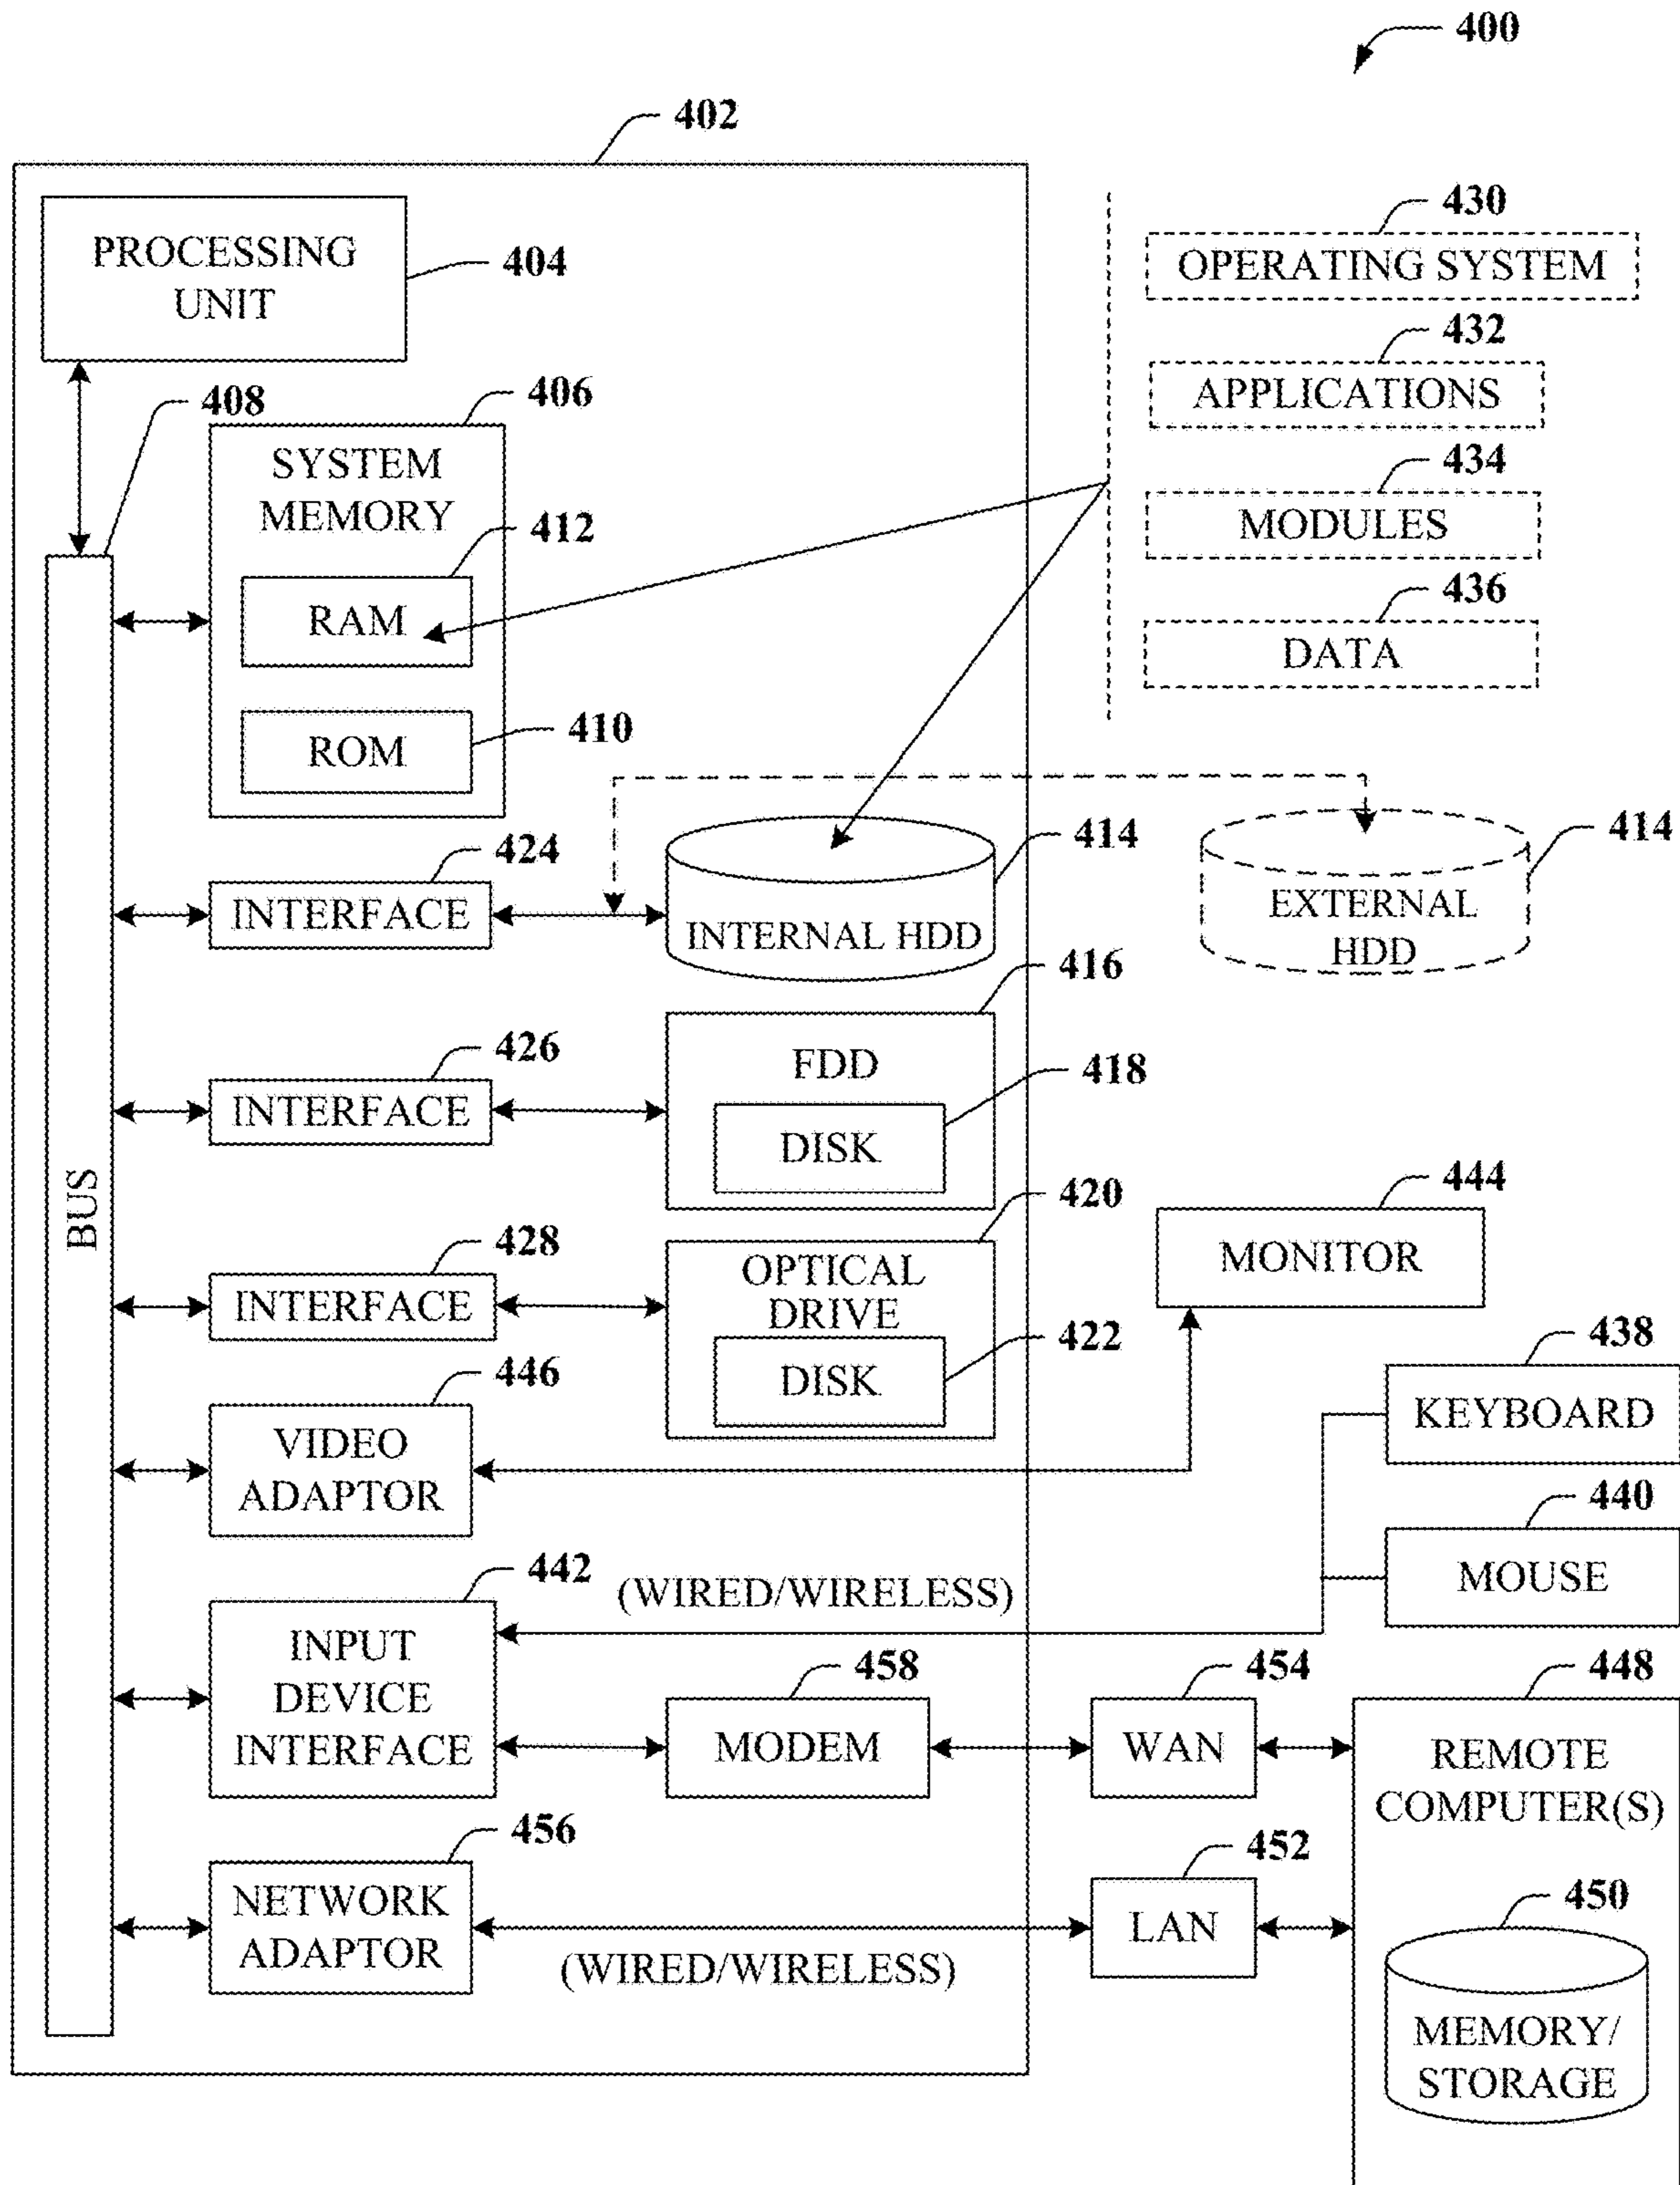 400
402
PROCESSING
UNIT
404
430
OPERATING SYSTEM
432
APPLICATIONS
434
MODULES
436
DATA
408
406
SYSTEM
MEMORY
412
RAM
410
ROM
424
INTERFACE
414
INTERNAL HDD
414
EXTERNAL
HDD
416
FDD
418
DISK
426
INTERFACE
BUS
420
OPTICAL
DRIVE
422
DISK
428
INTERFACE
444
MONITOR
446
VIDEO
ADAPTOR
438
KEYBOARD
440
MOUSE
442
INPUT
DEVICE
INTERFACE
(WIRED/WIRELESS)
458
MODEM
454
WAN
448
REMOTE
COMPUTER(S)
456
NETWORK
ADAPTOR
(WIRED/WIRELESS)
452
LAN
450
MEMORY/
STORAGE